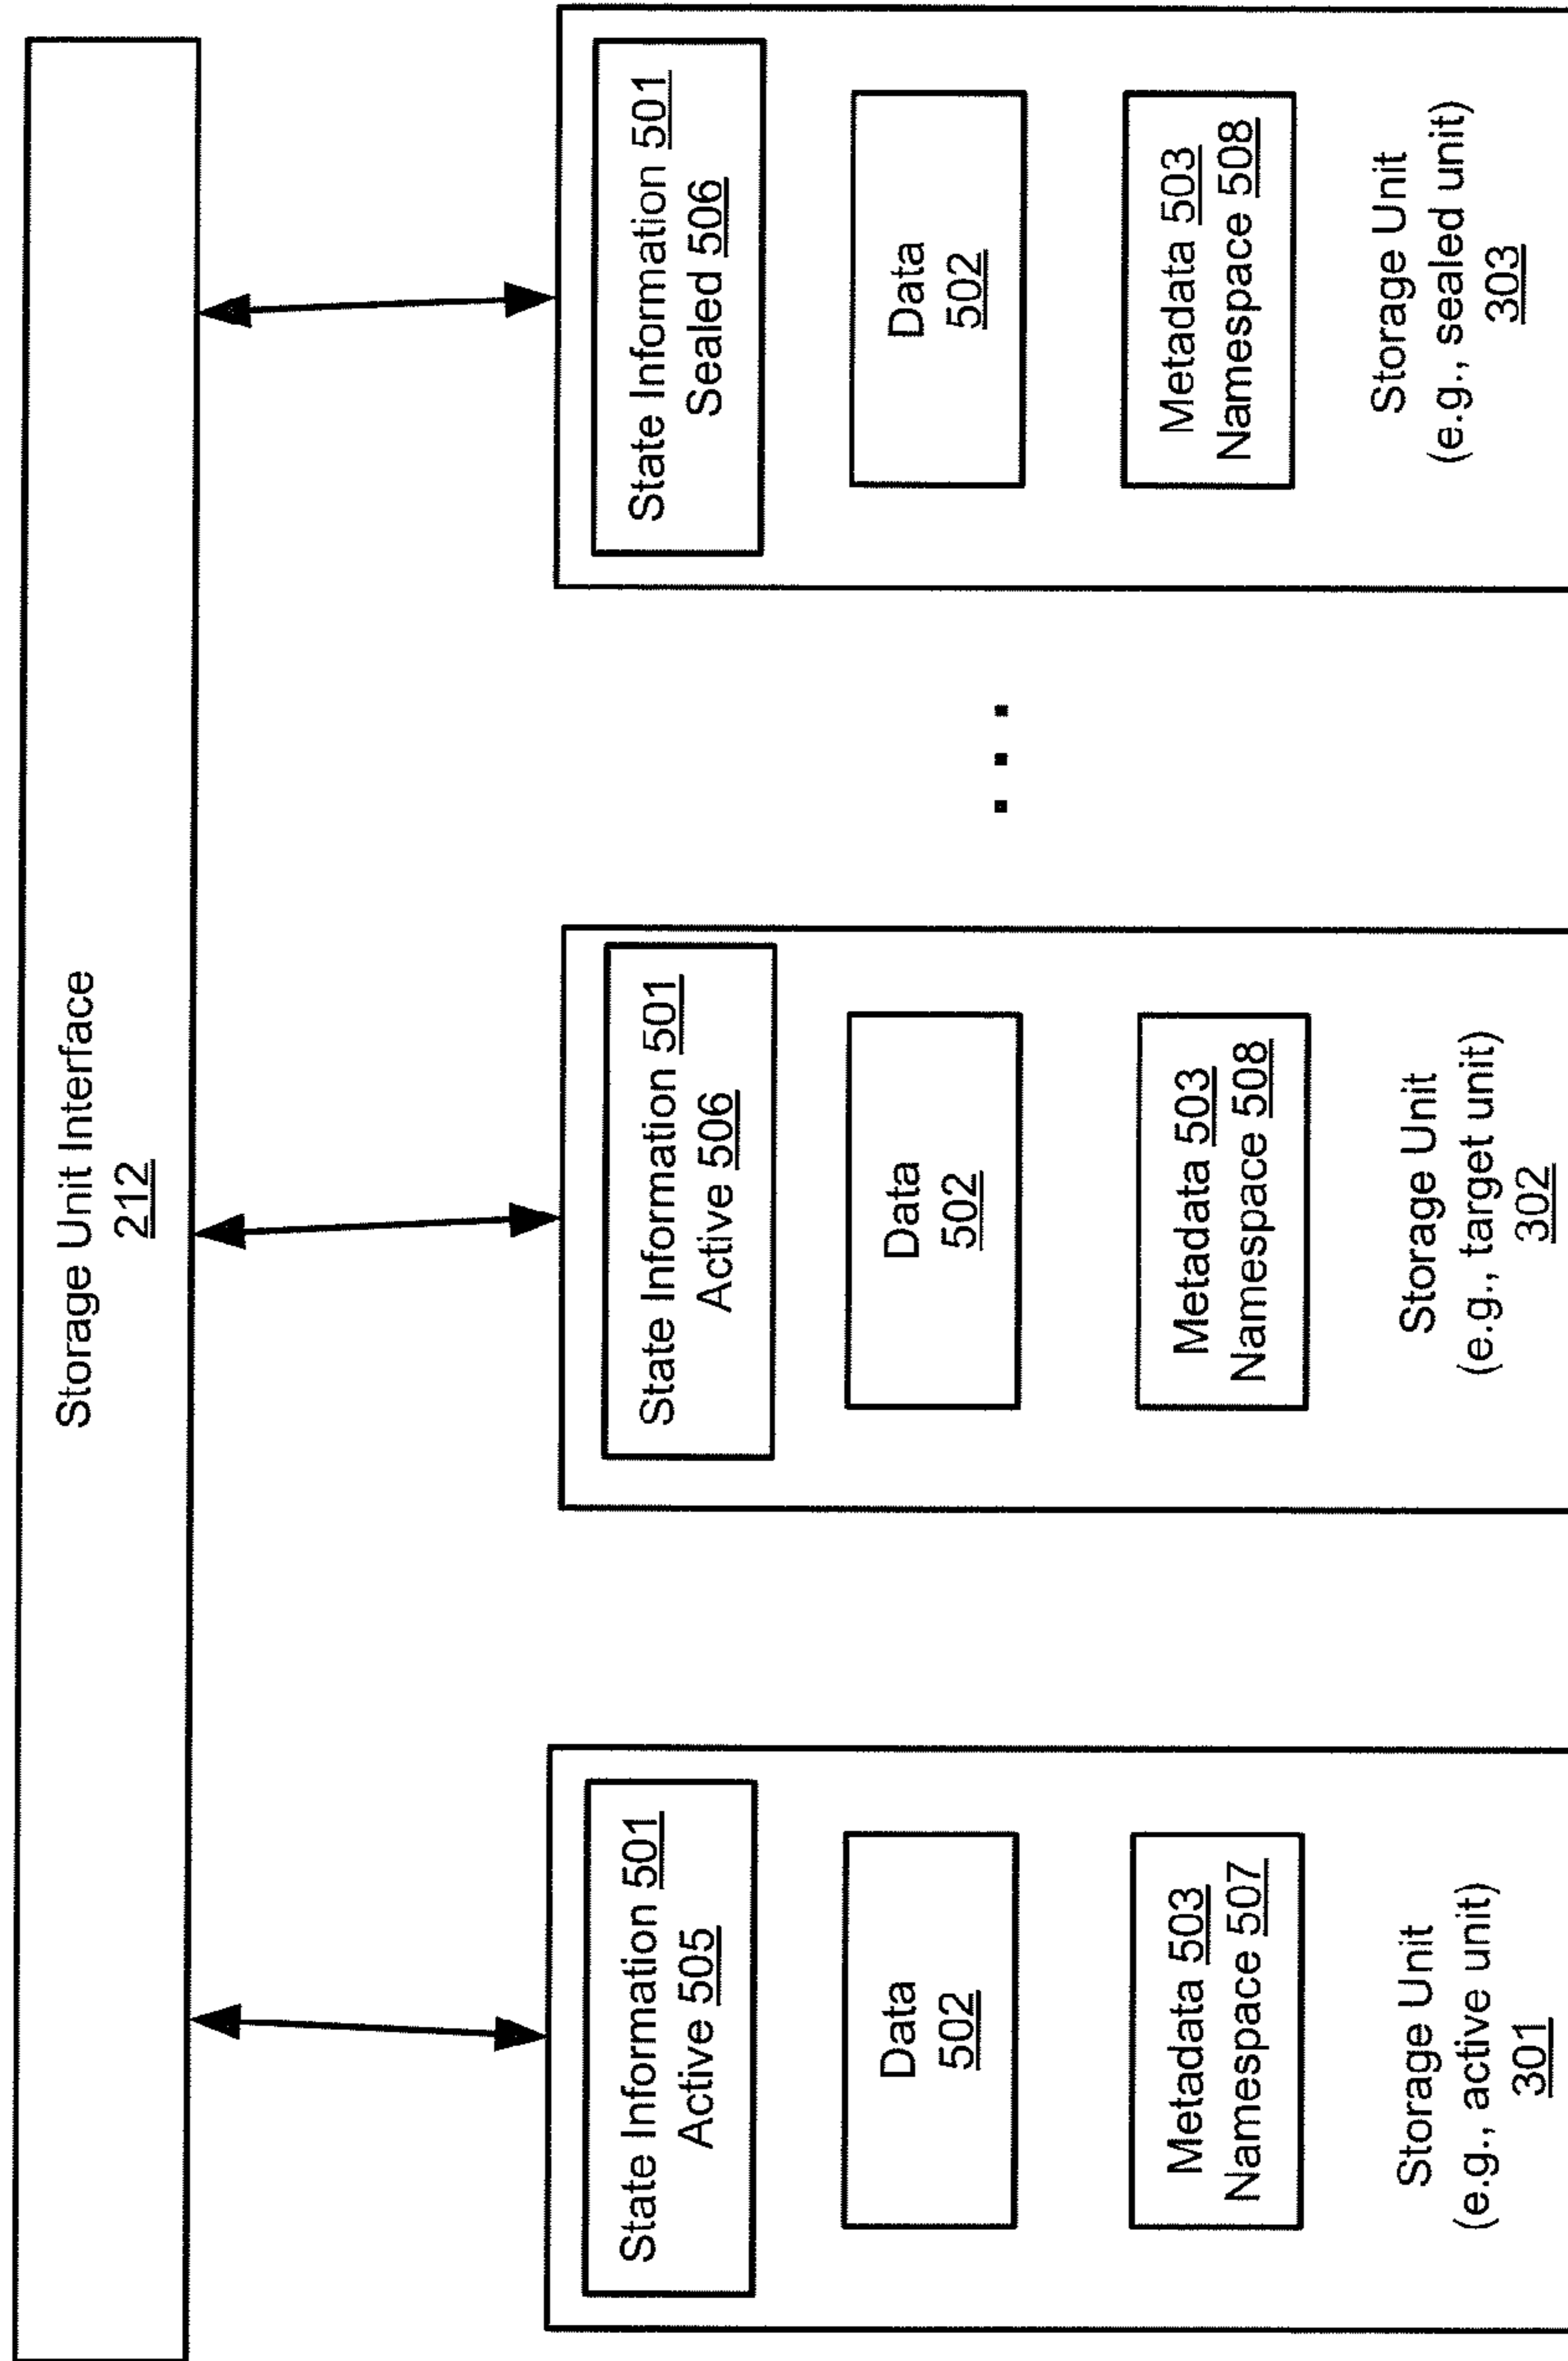 Storage Unit Interface
212
State Information 501
Active 505
Data
502
Metadata 503
Namespace 507
Storage Unit
(e.g., active unit)
301
State Information 501
Active 506
Data
502
Metadata 503
Namespace 508
Storage Unit
(e.g., target unit)
302
. . .
State Information 501
Sealed 506
Data
502
Metadata 503
Namespace 508
Storage Unit
(e.g., sealed unit)
303